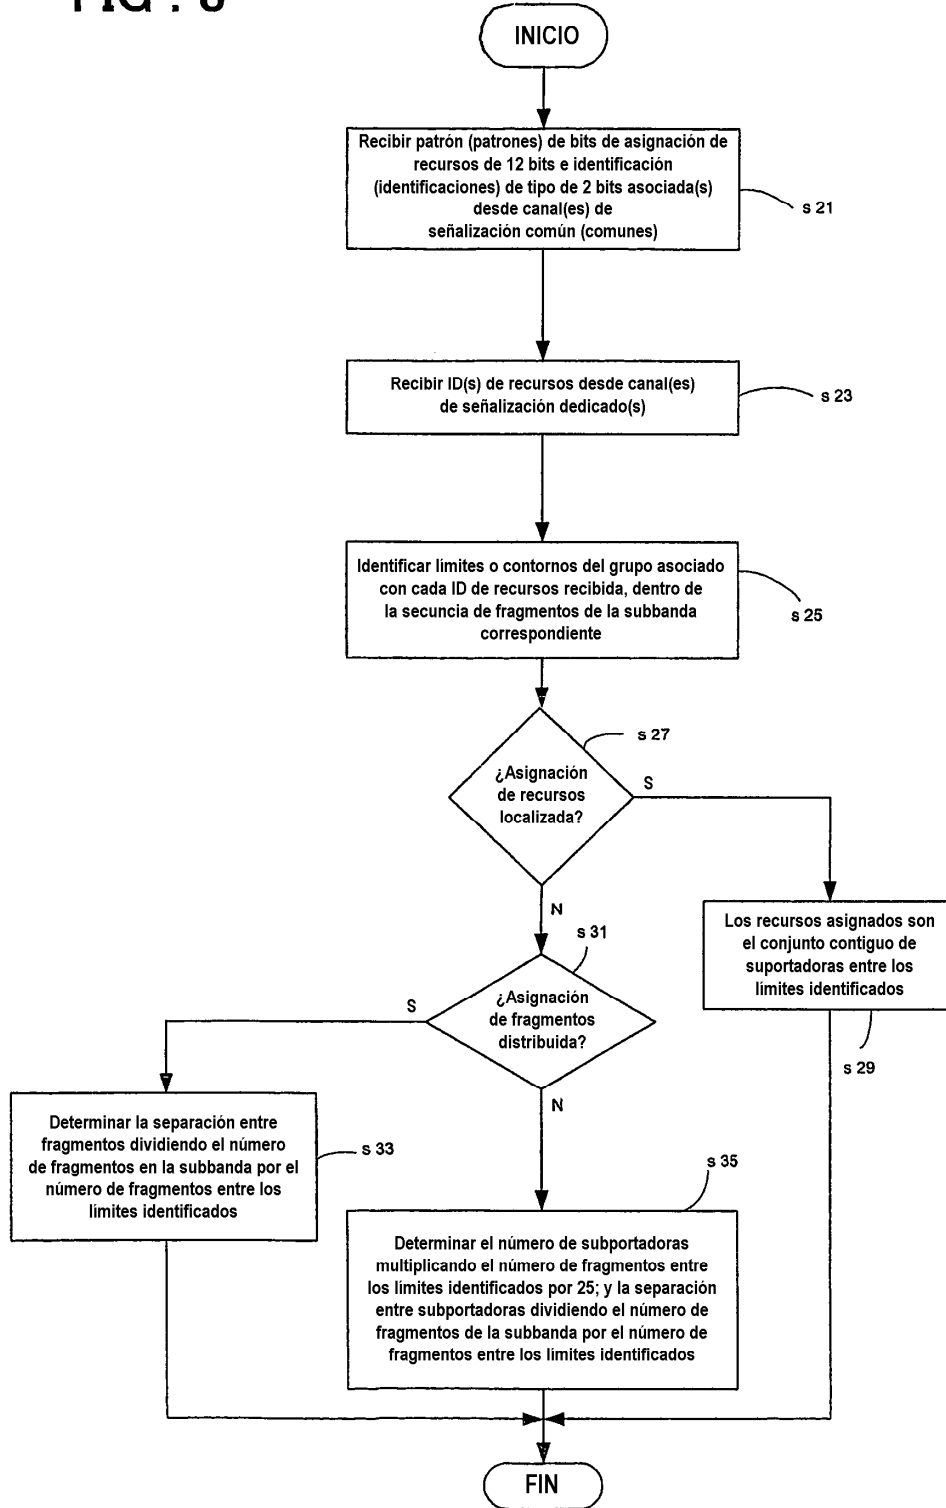 INICIO
Recibir patrón (patrones) de bits de asignación de
recursos de 12 bits e identificación
(identificaciones) de tipo de 2 bits asociada(s)
desde canal(es) de
señalización común (comunes)
s 21
Recibir ID(s) de recursos desde canal(es)
de señalización dedicado(s)
s 23
Identificar límites o contornos del grupo asociado
con cada ID de recursos recibida, dentro de
la secuncia de fragmentos de la subbanda
correspondiente
s 25
s 27
¿Asignación
de recursos
localizada?
S
N
Los recursos asignados son
el conjunto contiguo de
suportadoras entre los
límites identificados
s 29
s 31
¿Asignación
de fragmentos
distribuida?
S
N
Determinar la separación entre
fragmentos dividiendo el número
de fragmentos en la subbanda por el
número de fragmentos entre los
límites identificados
s 33
s 35
Determinar el número de subportadoras
multiplicando el número de fragmentos entre
los límites identificados por 25; y la separación
entre subportadoras dividiendo el número de
fragmentos de la subbanda por el número de
fragmentos entre los límites identificados
FIN